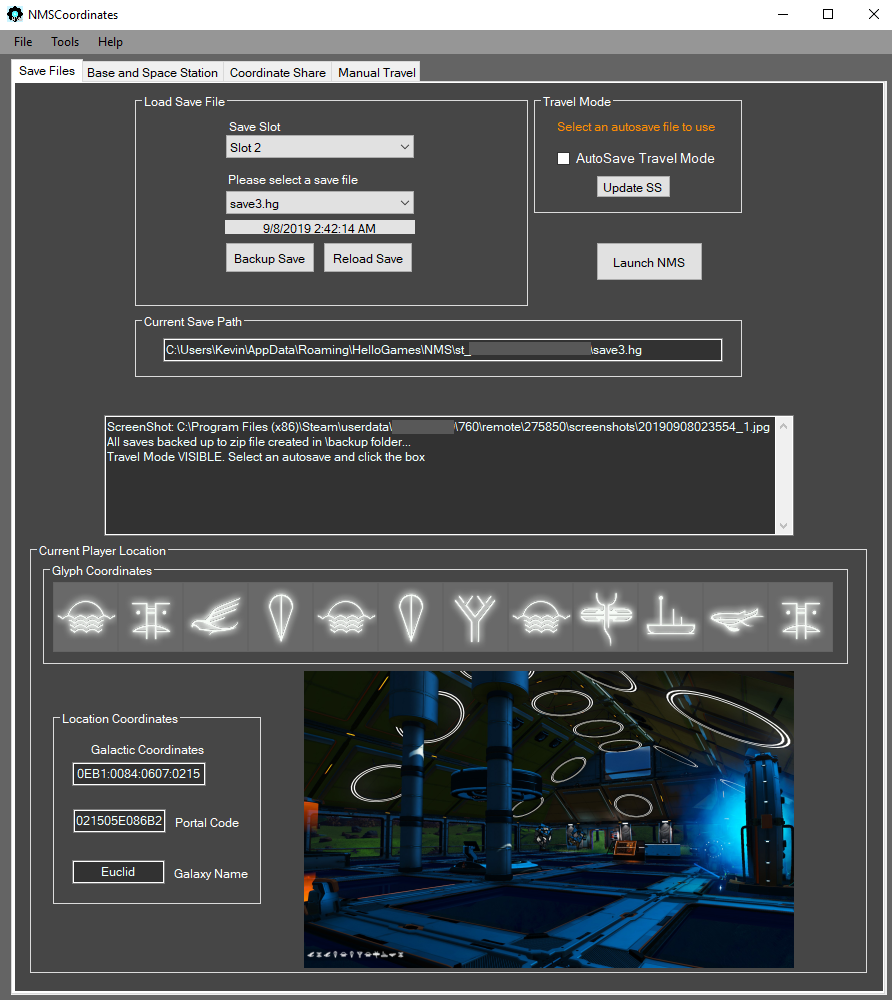 NMSCoordinates
File Tools Help
Save Files Base and Space Station Coordinate Share Manual Travel
Load Save File
Save Slot
Slot 2
Please select a save file
save3.hg
9/8/2019 2:42:14 AM
Backup Save Reload Save
Travel Mode
Select an autosave file to use
AutoSave Travel Mode
Update SS
Launch NMS
Current Save Path
C:\Users\Kevin\AppData\Roaming\HelloGames\NMS\st_ \save3.hg
ScreenShot: C:\Program Files (x86)\Steam\userdata\ \760\remote\275850\screenshots\20190908023554_1.jpg
All saves backed up to zip file created in \backup folder...
Travel Mode VISIBLE. Select an autosave and click the box
Current Player Location
Glyph Coordinates
Location Coordinates
Galactic Coordinates
0EB1:0084:0607:0215
021505E086B2 Portal Code
Euclid Galaxy Name